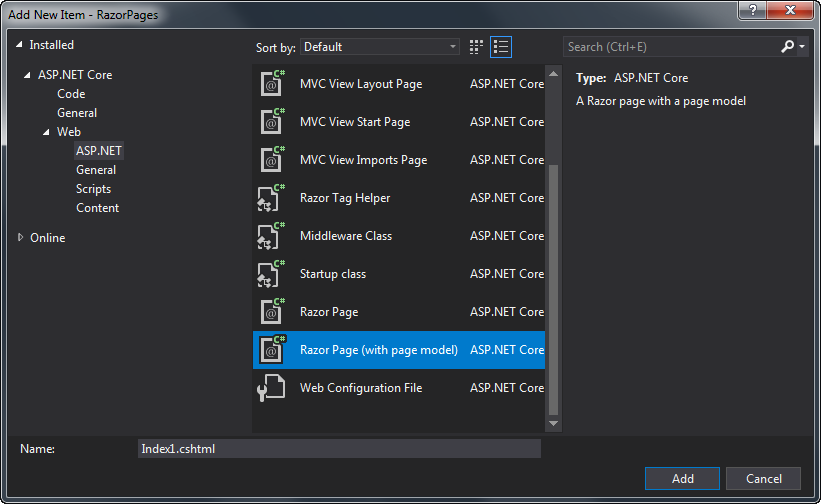 Add New Item - RazorPages
?
Installed
Sort by: Default
Search (Ctrl+E)
ASP.NET Core
Code
General
Web
ASP.NET
General
Scripts
Content
Online
C# @ MVC View Layout Page ASP.NET Core
C# @ MVC View Start Page ASP.NET Core
C# @ MVC View Imports Page ASP.NET Core
C# Razor Tag Helper ASP.NET Core
C# Middleware Class ASP.NET Core
C# Startup class ASP.NET Core
C# @ Razor Page ASP.NET Core
C# @ Razor Page (with page model) ASP.NET Core
Web Configuration File ASP.NET Core
Type: ASP.NET Core
A Razor page with a page model
Name: Index1.cshtml
Add Cancel